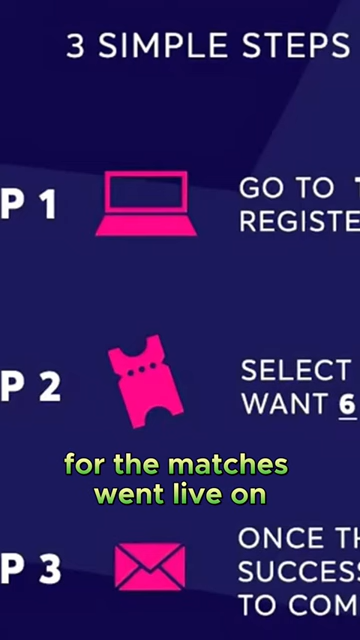 3 SIMPLE STEPS
P 1
GO TO
REGISTE
P 2
SELECT
WANT 6
for the matches
went live on
P 3
ONCE TH
SUCCESS
TO COM